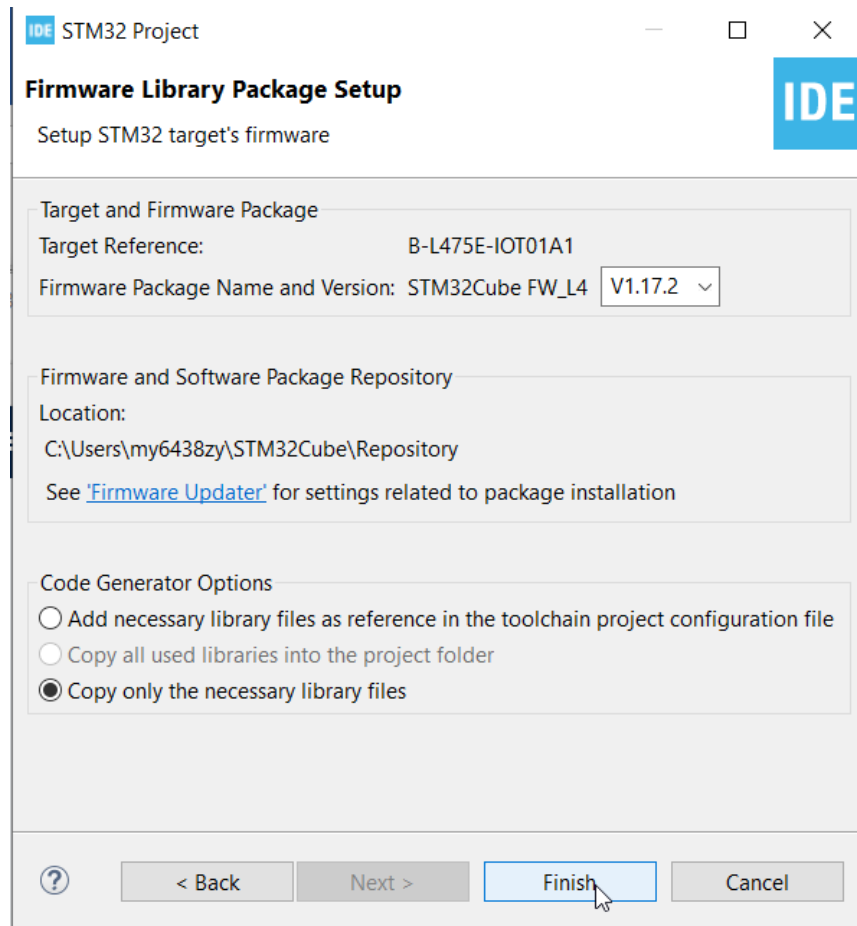 IDE STM32 Project
Firmware Library Package Setup
IDE
Setup STM32 target's firmware
Target and Firmware Package
Target Reference: B-L475E-IOT01A1
Firmware Package Name and Version: STM32Cube FW_L4 V1.17.2
Firmware and Software Package Repository
Location:
C:\Users\my6438zy\STM32Cube\Repository
See 'Firmware Updater' for settings related to package installation
Code Generator Options
Add necessary library files as reference in the toolchain project configuration file
Copy all used libraries into the project folder
Copy only the necessary library files
? < Back Next > Finish Cancel